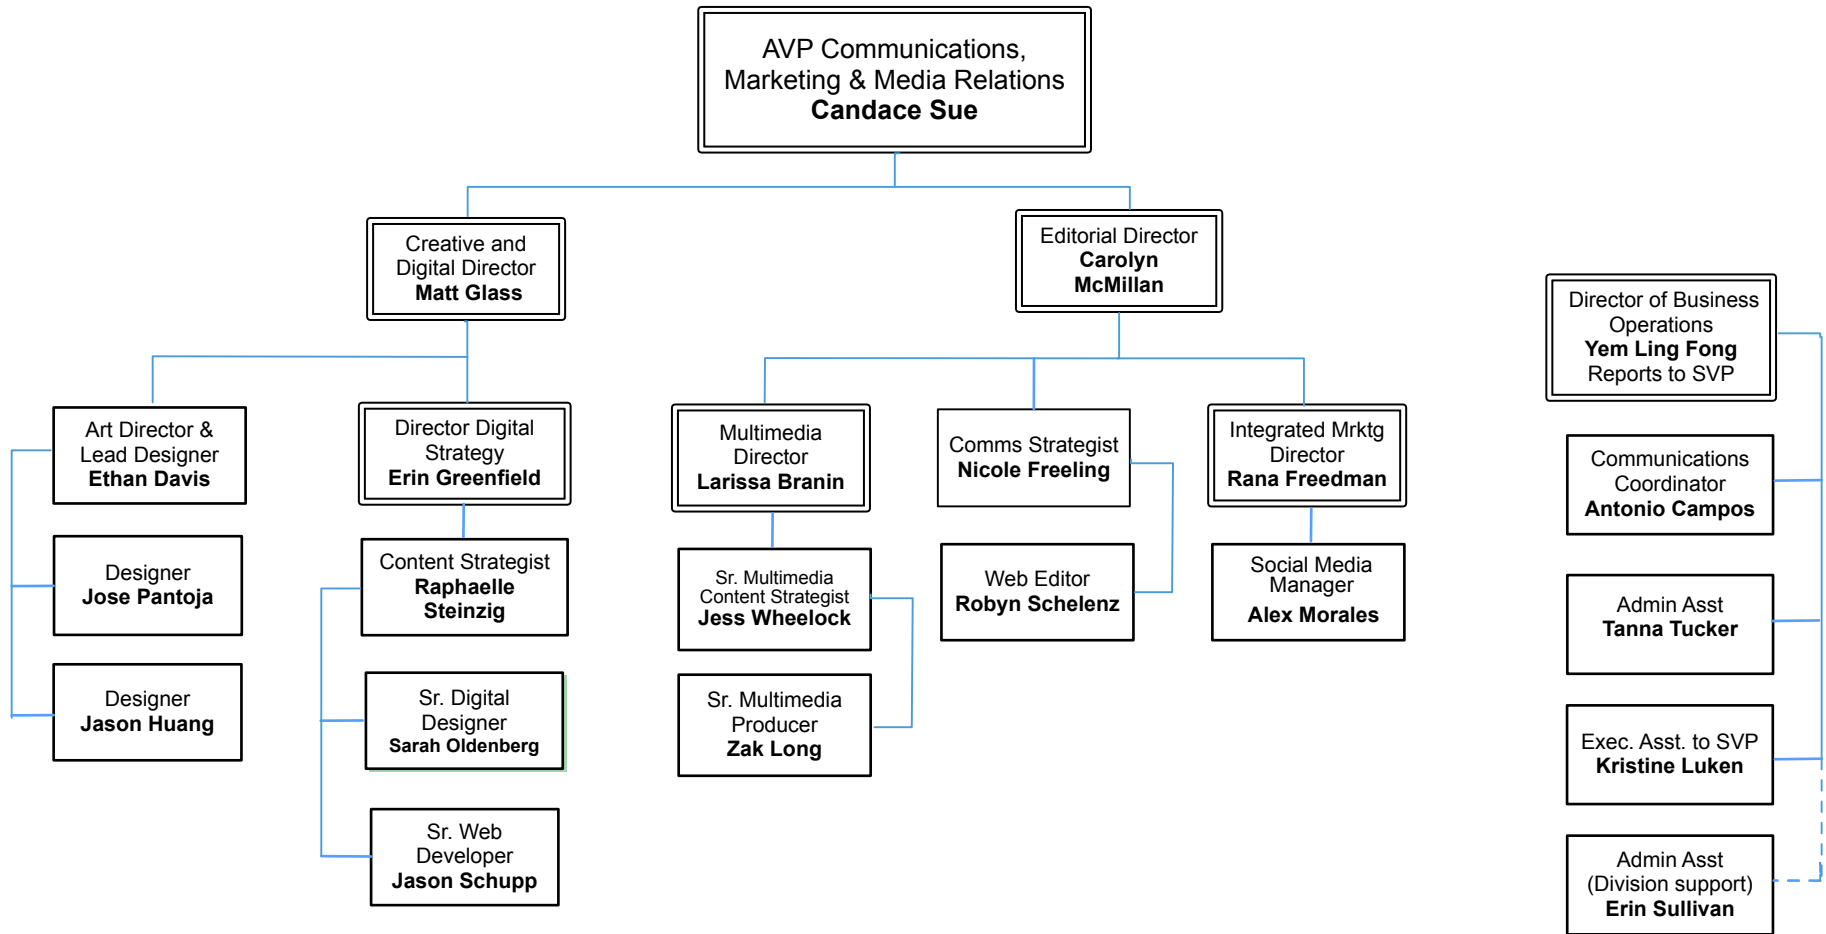 AVP Communications,
Marketing & Media Relations
Candace Sue
Creative and
Digital Director
Matt Glass
Editorial Director
Carolyn
McMillan
Director of Business
Operations
Yem Ling Fong
Reports to SVP
Art Director &
Lead Designer
Ethan Davis
Director Digital
Strategy
Erin Greenfield
Multimedia
Director
Larissa Branin
Comms Strategist
Nicole Freeling
Integrated Mrktg
Director
Rana Freedman
Communications
Coordinator
Antonio Campos
Designer
Jose Pantoja
Content Strategist
Raphaelle
Steinzig
Sr. Multimedia
Content Strategist
Jess Wheelock
Web Editor
Robyn Schelenz
Social Media
Manager
Alex Morales
Admin Asst
Tanna Tucker
Designer
Jason Huang
Sr. Digital
Designer
Sarah Oldenberg
Sr. Multimedia
Producer
Zak Long
Exec. Asst. to SVP
Kristine Luken
Sr. Web
Developer
Jason Schupp
Admin Asst
(Division support)
Erin Sullivan